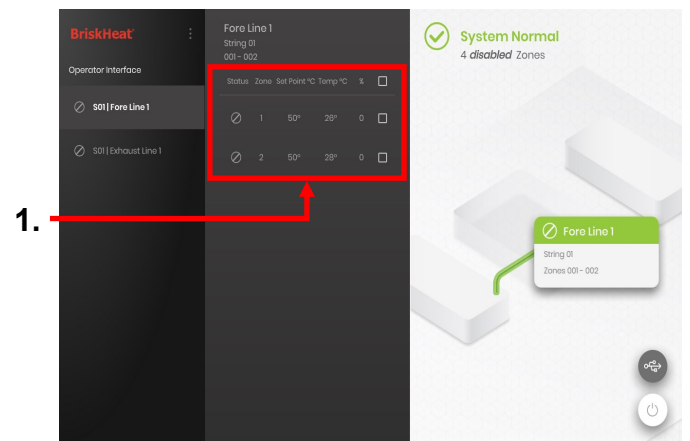 1.
BriskHeat
Operator Interface
S01 | Fore Line 1
S01 | Exhaust Line 1
Fore Line 1
String 01
001 - 002
Status Zone Set Point °C Temp °C %
1 50° 26° 0
2 50° 28° 0
System Normal
4 disabled Zones
Fore Line 1
String 01
Zones 001 - 002